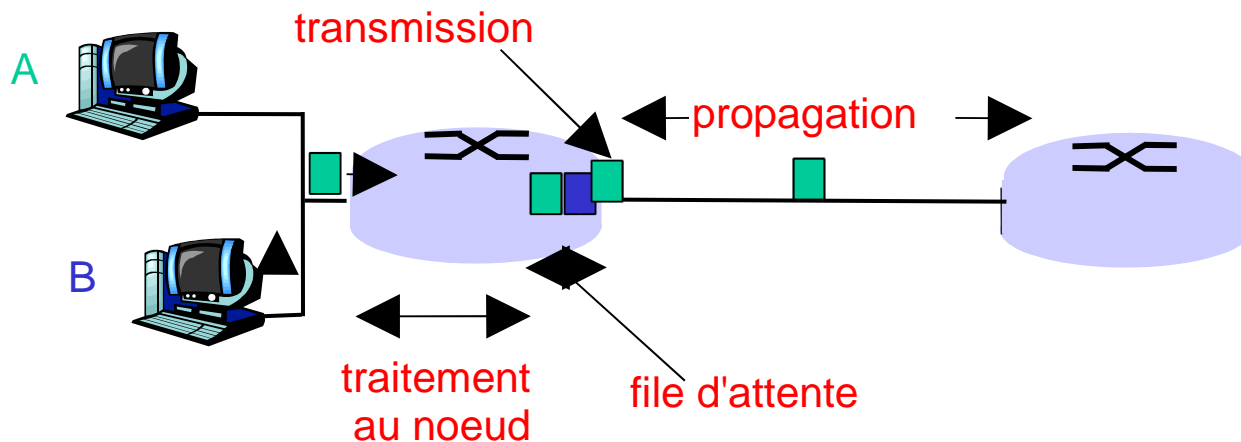 transmission
A
propagation
B
traitement
au noeud
file d'attente